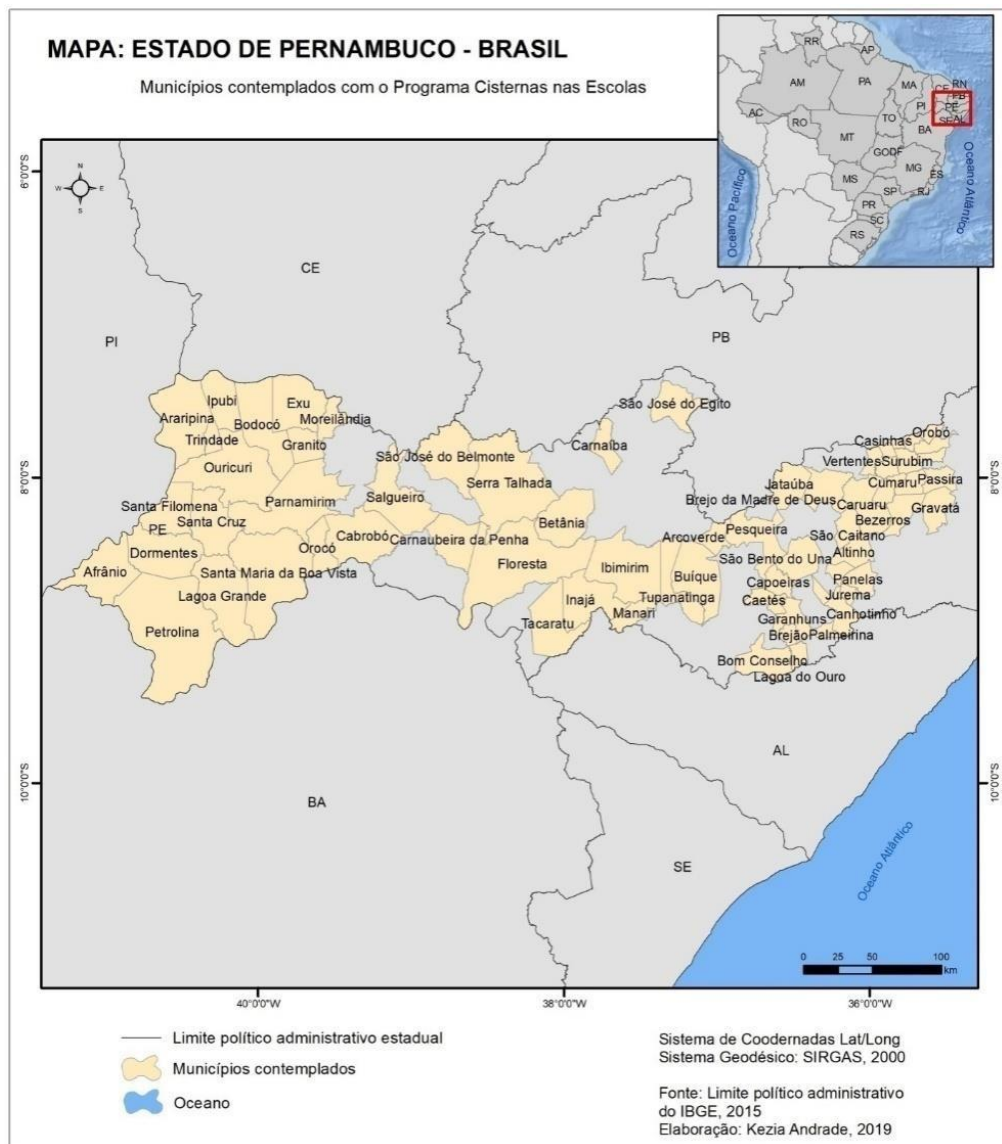 MAPA: ESTADO DE PERNAMBUCO - BRASIL
Municípios contemplados com o Programa Cisternas nas Escolas
RR
AP
AM
PA
MA
CE
RN
PB
PI
PE
AC
RO
TO
SE
AL
BA
MT
GO
DF
MG
ES
MS
SP
RJ
PR
SC
RS
Oceano Pacífico
Oceano Atlântico
N
W
E
S
6°0'0"S
8°0'0"S
8°0'0"S
10°0'0"S
10°0'0"S
CE
PI
PB
São José do Egito
Ipubi
Exu
Araripina
Bodocó
Moreilândia
Trindade
Granito
Carnaíba
Orobó
Casinhas
São José do Belmonte
Vertentes
Surubim
Ouricuri
Serra Talhada
Jataúba
Cumaru
Passira
Parnamirim
Salgueiro
Brejo da Madre de Deus
Caruaru
Gravatá
Santa Filomena
Bezerros
PE
Santa Cruz
Betânia
Pesqueira
São Caitano
Orocó
Cabrobó
Carnaubeira da Penha
Arcoverde
Dormentes
Altinho
Afrânio
Santa Maria da Boa Vista
Floresta
Ibimirim
São Bento do Una
Buíque
Capoeiras
Panelas
Lagoa Grande
Inajá
Tupanatinga
Caetés
Jurema
Manari
Canhotinho
Petrolina
Tacaratu
Garanhuns
Brejão
Palmeirina
Bom Conselho
Lagoa do Ouro
AL
BA
SE
Oceano Atlântico
0 25 50 100
km
40°0'0"W
38°0'0"W
36°0'0"W
Limite político administrativo estadual
Municípios contemplados
Oceano
Sistema de Coodernadas Lat/Long
Sistema Geodésico: SIRGAS, 2000
Fonte: Limite político administrativo
do IBGE, 2015
Elaboração: Kezia Andrade, 2019